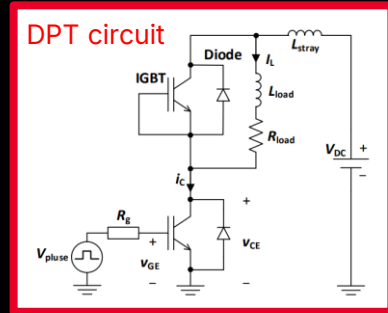 DPT circuit
Lstray
Diode
IL
IGBT
Lload
Rload
VDC
+
−
iC
Rg
+
Vpluse
+
vGE
vCE
−
−